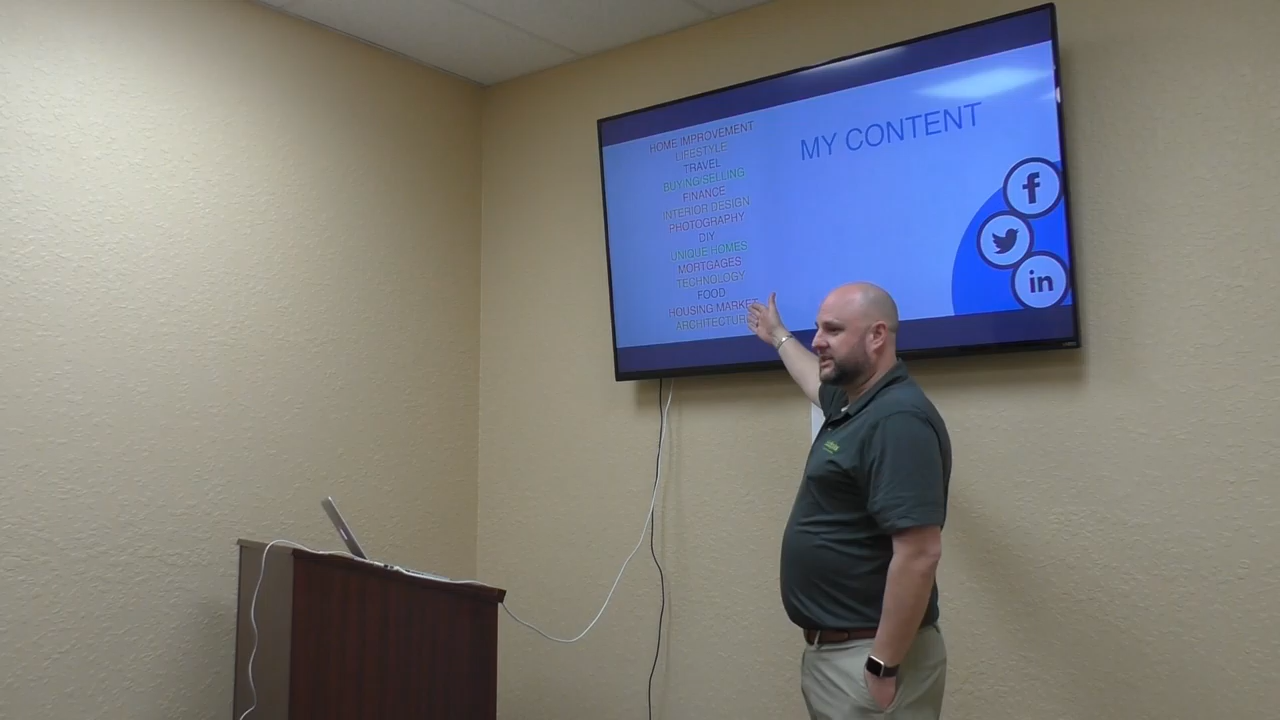 HOME IMPROVEMENT
LIFESTYLE
TRAVEL
BUYING/SELLING
FINANCE
INTERIOR DESIGN
PHOTOGRAPHY
DIY
UNIQUE HOMES
MORTGAGES
TECHNOLOGY
FOOD
HOUSING MARKET
ARCHITECTURE
MY CONTENT
f
in